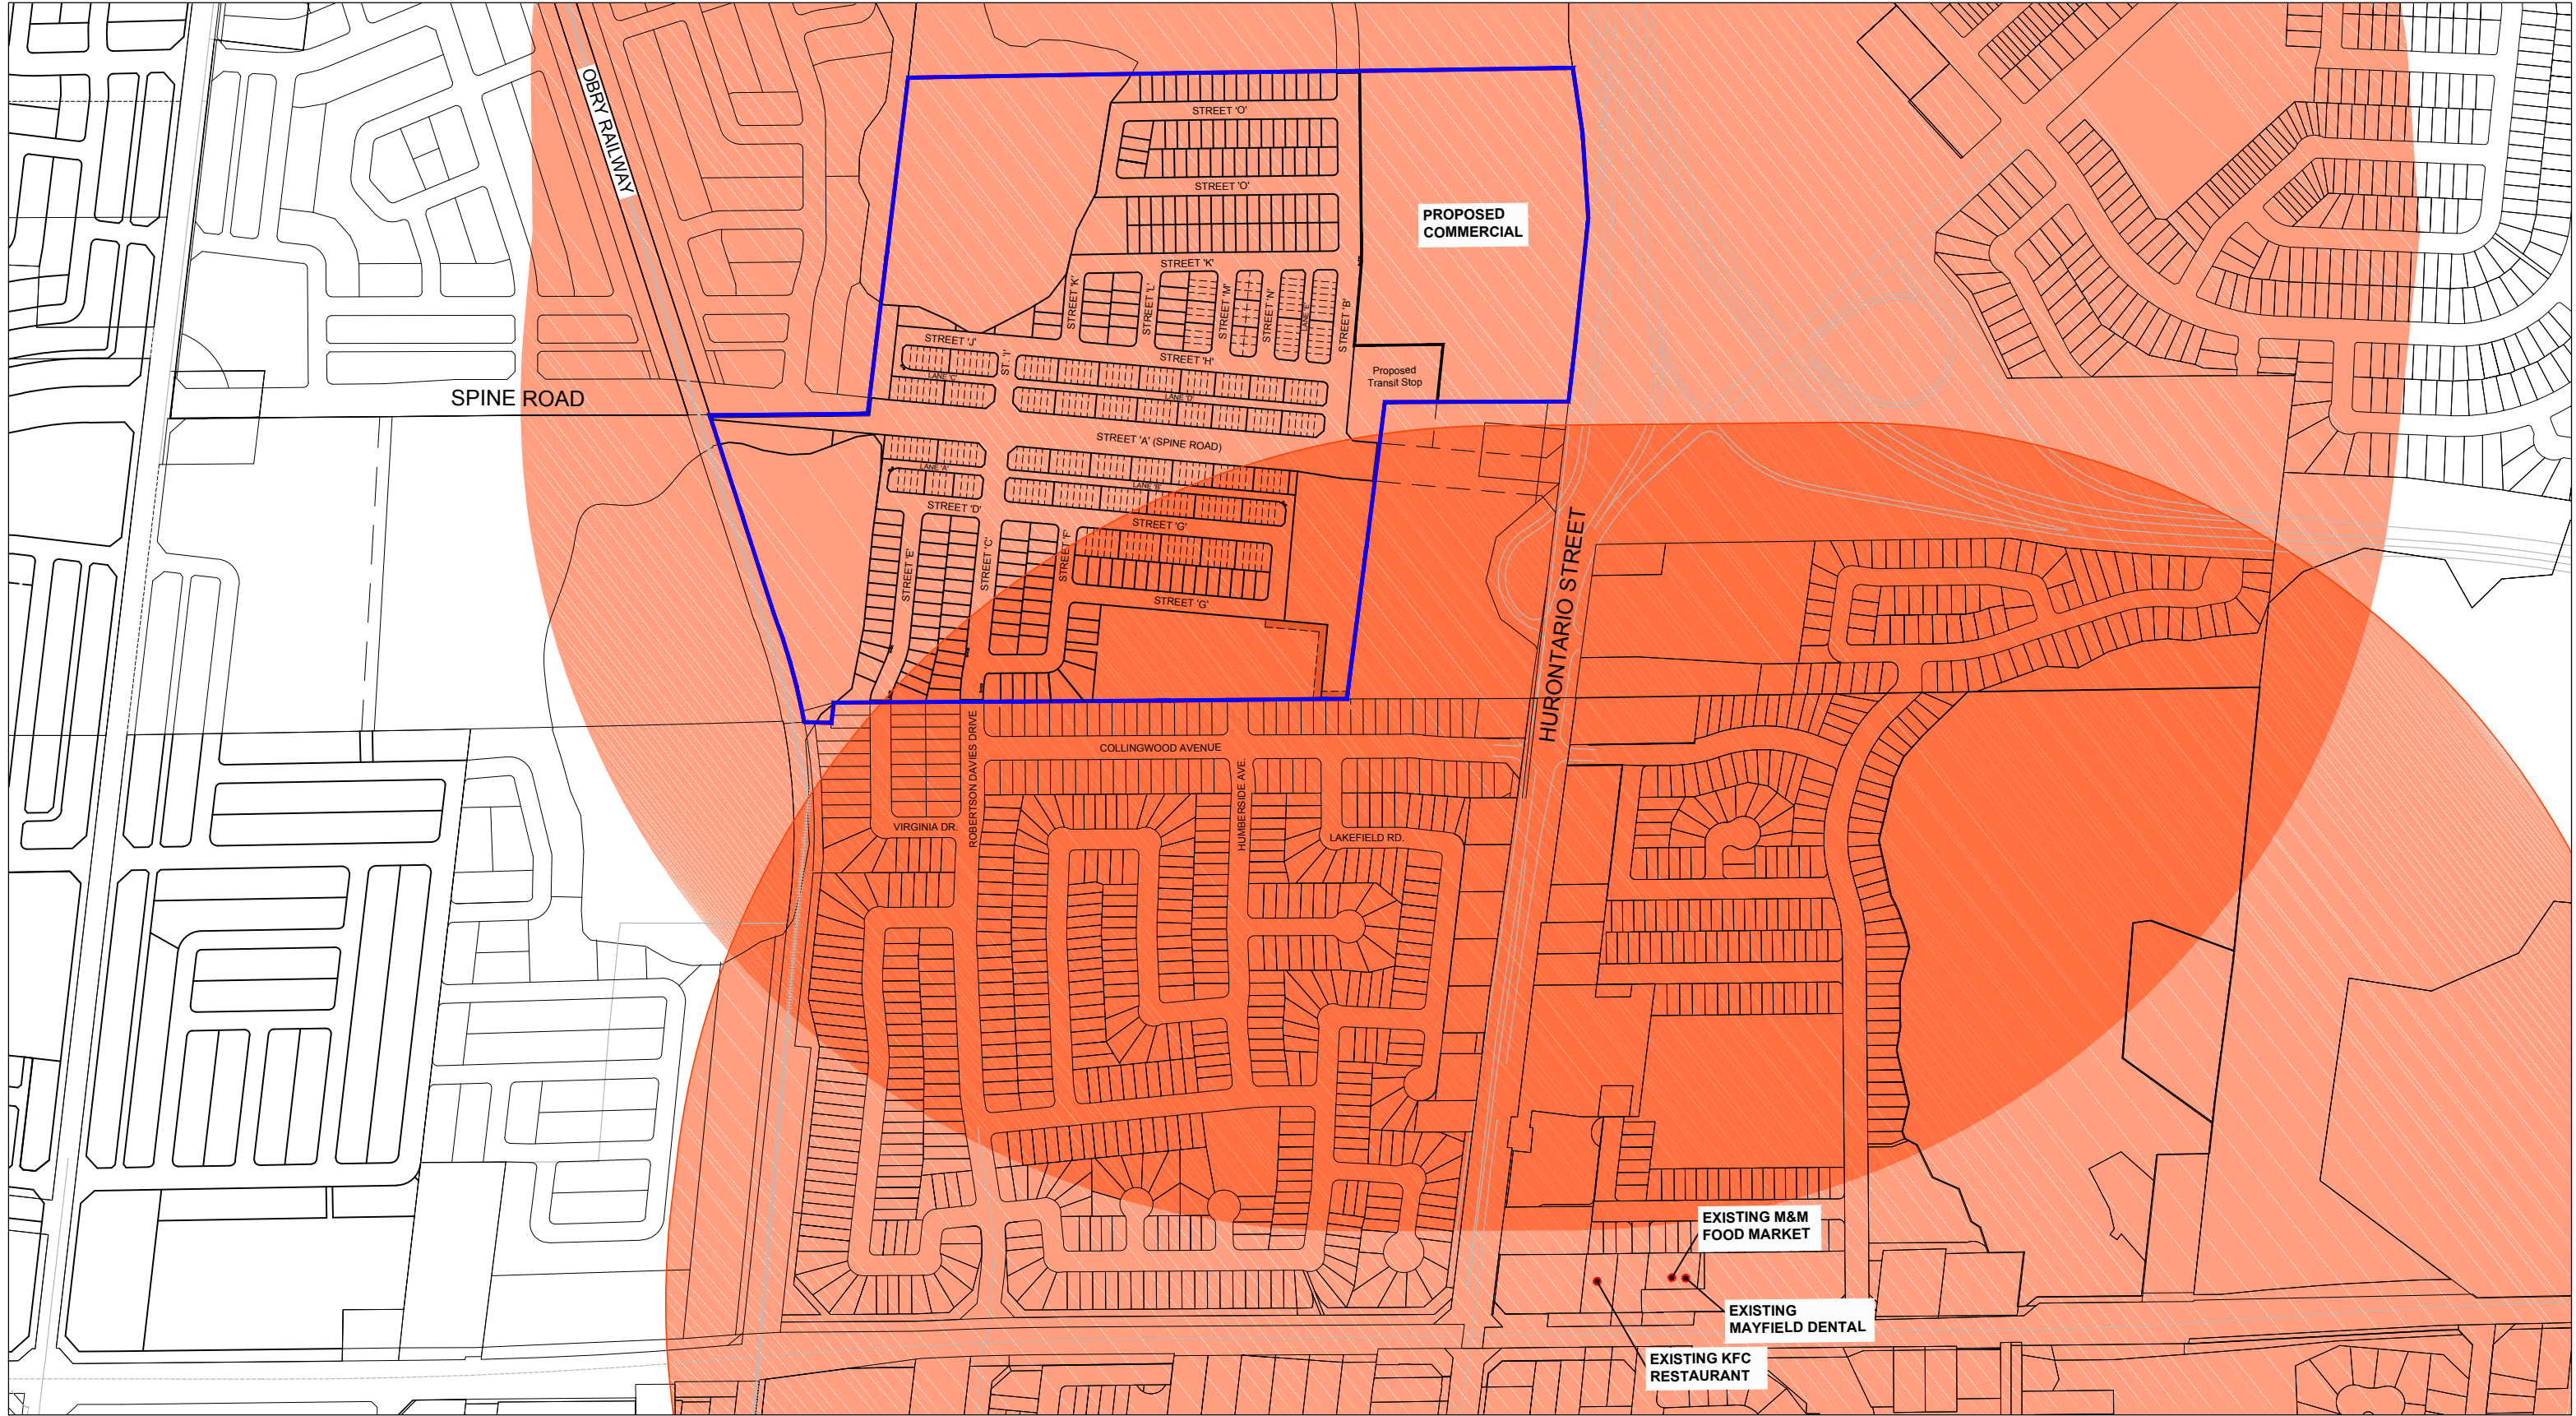 OBRY RAILWAY
STREET 'O'
STREET 'O'
PROPOSED
COMMERCIAL
STREET 'K'
STREET 'K'
STREET 'L'
STREET 'M'
STREET 'N'
LANE 'E'
STREET 'B'
STREET 'J'
ST. 'I'
STREET 'H'
LANE 'C'
LANE 'D'
Proposed
Transit Stop
SPINE ROAD
STREET 'A' (SPINE ROAD)
LANE 'A'
LANE 'B'
STREET 'D'
STREET 'G'
STREET 'E'
STREET 'C'
STREET 'F'
STREET 'G'
HURONTARIO STREET
ROBERTSON DAVIES DRIVE
COLLINGWOOD AVENUE
HUMBERSIDE AVE.
VIRGINIA DR.
LAKEFIELD RD.
EXISTING M&M
FOOD MARKET
EXISTING
MAYFIELD DENTAL
EXISTING KFC
RESTAURANT